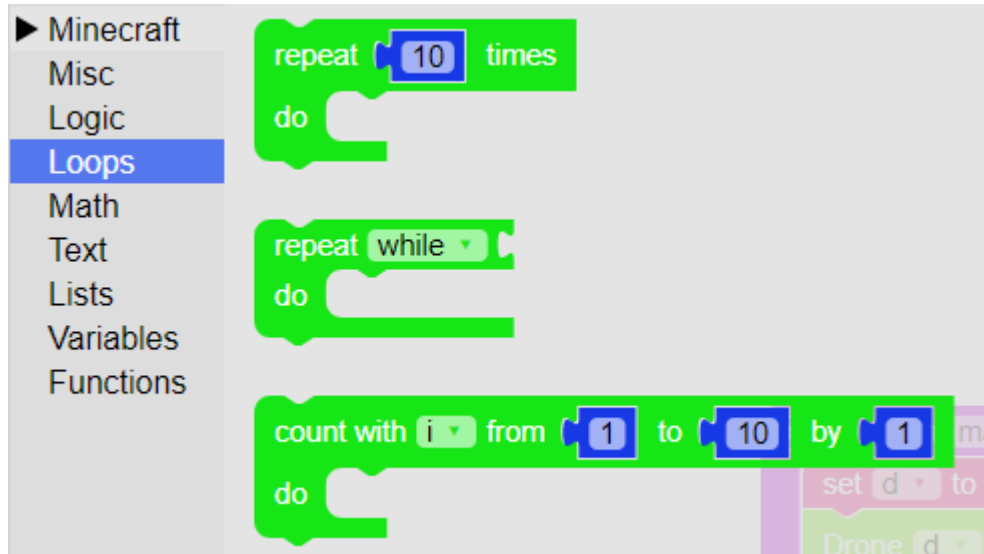 Minecraft
Misc
Logic
Loops
Math
Text
Lists
Variables
Functions
repeat 10 times
do
repeat while
do
count with i from 1 to 10 by 1
do
set d to
Drone d